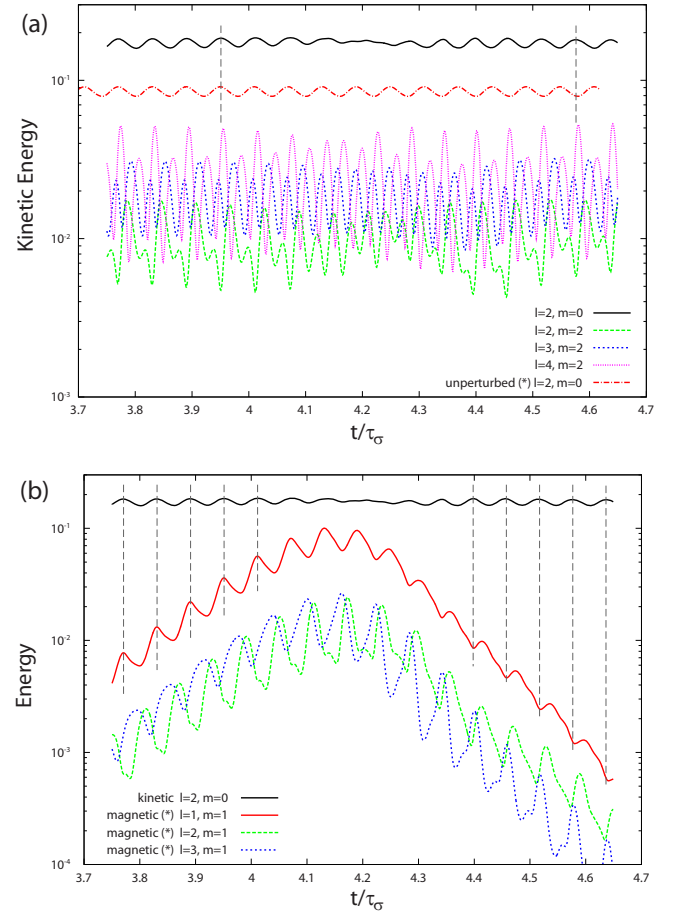 (a)
10⁻¹
10⁻²
10⁻³
Kinetic Energy
l=2, m=0
l=2, m=2
l=3, m=2
l=4, m=2
unperturbed (*) l=2, m=0
3.7 3.8 3.9 4 4.1 4.2 4.3 4.4 4.5 4.6 4.7
t/τσ
(b)
10⁻¹
10⁻²
10⁻³
10⁻⁴
Energy
kinetic l=2, m=0
magnetic (*) l=1, m=1
magnetic (*) l=2, m=1
magnetic (*) l=3, m=1
3.7 3.8 3.9 4 4.1 4.2 4.3 4.4 4.5 4.6 4.7
t/τσ